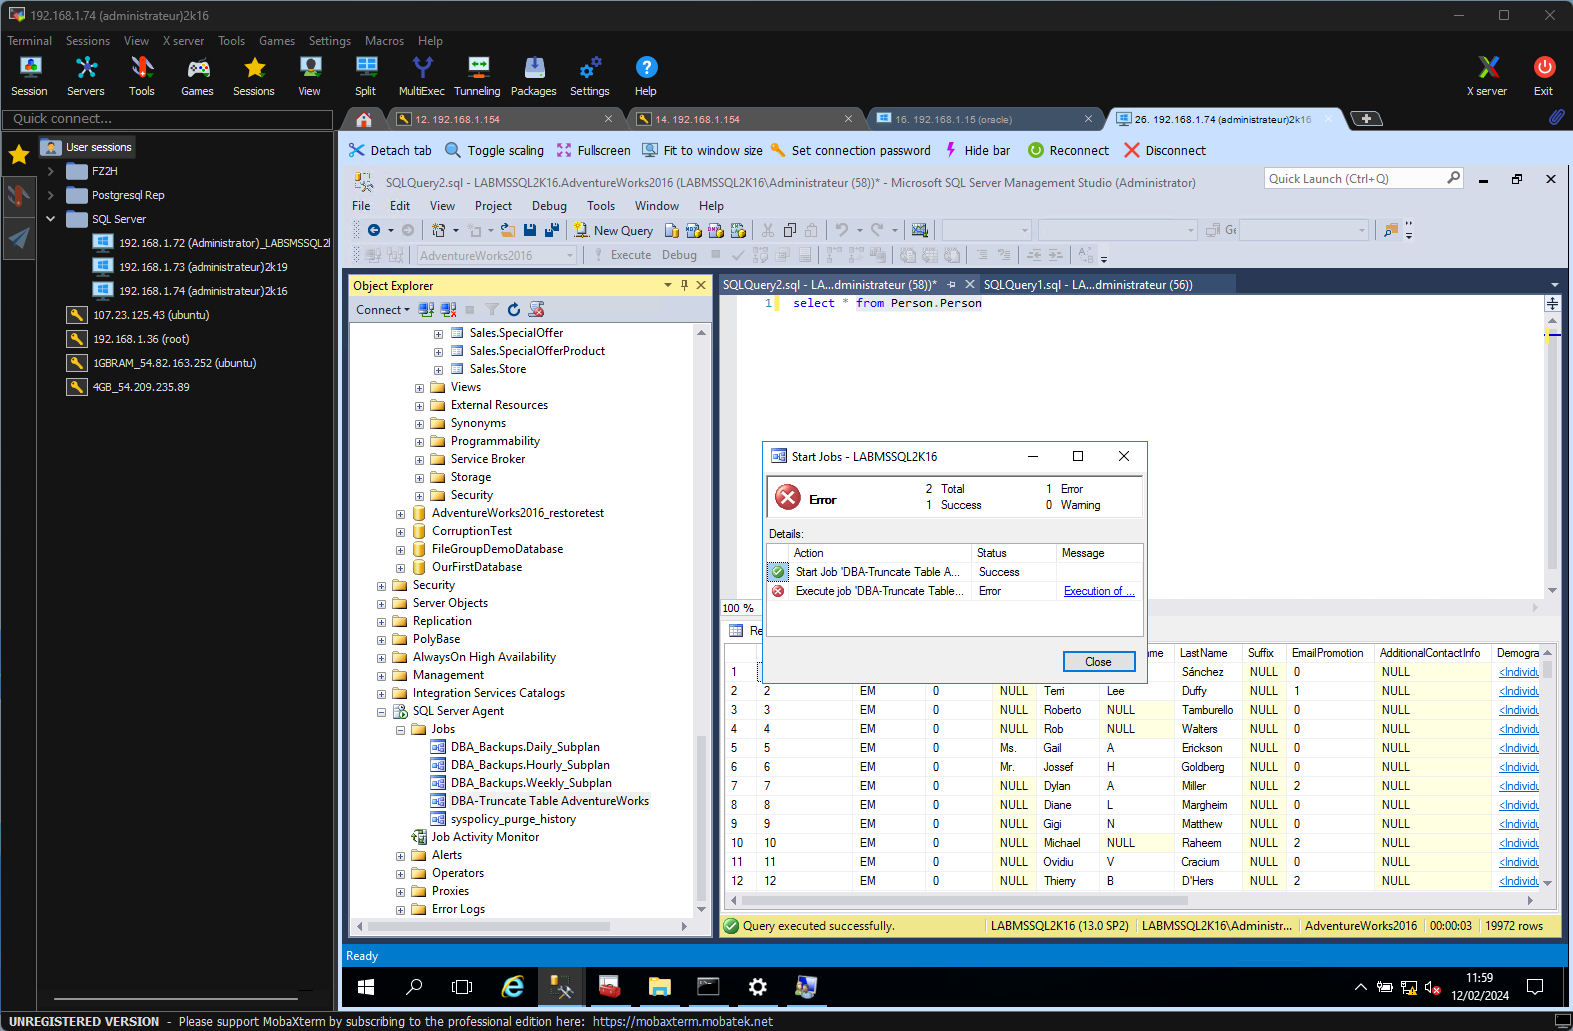 192.168.1.74 (administrateur)2k16
Terminal Sessions View X server Tools Games Settings Macros Help
Session Servers Tools Games Sessions View Split MultiExec Tunneling Packages Settings Help X server Exit
Quick connect...
12. 192.168.1.154
14. 192.168.1.154
16. 192.168.1.15 (oracle)
26. 192.168.1.74 (administrateur)2k16
Detach tab Toggle scaling Fullscreen Fit to window size Set connection password Hide bar Reconnect Disconnect
User sessions
FZ2H
Postgresql Rep
SQL Server
192.168.1.72 (Administrator)_LABSMSSQL2
192.168.1.73 (administrateur)2k19
192.168.1.74 (administrateur)2k16
107.23.125.43 (ubuntu)
192.168.1.36 (root)
1GBRAM_54.82.163.252 (ubuntu)
4GB_54.209.235.89
SQLQuery2.sql - LABMSSQL2K16.AdventureWorks2016 (LABMSSQL2K16\Administrateur (58))* - Microsoft SQL Server Management Studio (Administrator)
Quick Launch (Ctrl+Q)
File Edit View Project Debug Tools Window Help
New Query
MDX DMX
Ge
AdventureWorks2016
Execute Debug
Object Explorer
Connect
Sales.SpecialOffer
Sales.SpecialOfferProduct
Sales.Store
Views
External Resources
Synonyms
Programmability
Service Broker
Storage
Security
AdventureWorks2016_restoretest
CorruptionTest
FileGroupDemoDatabase
OurFirstDatabase
Security
Server Objects
Replication
PolyBase
AlwaysOn High Availability
Management
Integration Services Catalogs
SQL Server Agent
Jobs
DBA_Backups.Daily_Subplan
DBA_Backups.Hourly_Subplan
DBA_Backups.Weekly_Subplan
DBA-Truncate Table AdventureWorks
syspolicy_purge_history
Job Activity Monitor
Alerts
Operators
Proxies
Error Logs
SQLQuery2.sql - LA...dministrateur (58))*
SQLQuery1.sql - LA...dministrateur (56))
1 select * from Person.Person
Start Jobs - LABMSSQL2K16
Error
2 Total 1 Error
1 Success 0 Warning
Details:
Action Status Message
Start Job 'DBA-Truncate Table A... Success
Execute job 'DBA-Truncate Table... Error Execution of ...
Close
100 %
Re
me LastName Suffix EmailPromotion AdditionalContactInfo Demogra
1 Sánchez NULL 0 NULL <Individu
2 2 EM 0 NULL Terri Lee Duffy NULL 1 NULL <Individu
3 3 EM 0 NULL Roberto NULL Tamburello NULL 0 NULL <Individu
4 4 EM 0 NULL Rob NULL Walters NULL 0 NULL <Individu
5 5 EM 0 Ms. Gail A Erickson NULL 0 NULL <Individu
6 6 EM 0 Mr. Jossef H Goldberg NULL 0 NULL <Individu
7 7 EM 0 NULL Dylan A Miller NULL 2 NULL <Individu
8 8 EM 0 NULL Diane L Margheim NULL 0 NULL <Individu
9 9 EM 0 NULL Gigi N Matthew NULL 0 NULL <Individu
10 10 EM 0 NULL Michael NULL Raheem NULL 2 NULL <Individu
11 11 EM 0 NULL Ovidiu V Cracium NULL 0 NULL <Individu
12 12 EM 0 NULL Thierry B D'Hers NULL 2 NULL <Individu
Query executed successfully. LABMSSQL2K16 (13.0 SP2) LABMSSQL2K16\Administr... AdventureWorks2016 00:00:03 19972 rows
Ready
11:59
12/02/2024
UNREGISTERED VERSION - Please support MobaXterm by subscribing to the professional edition here: https://mobaxterm.mobatek.net